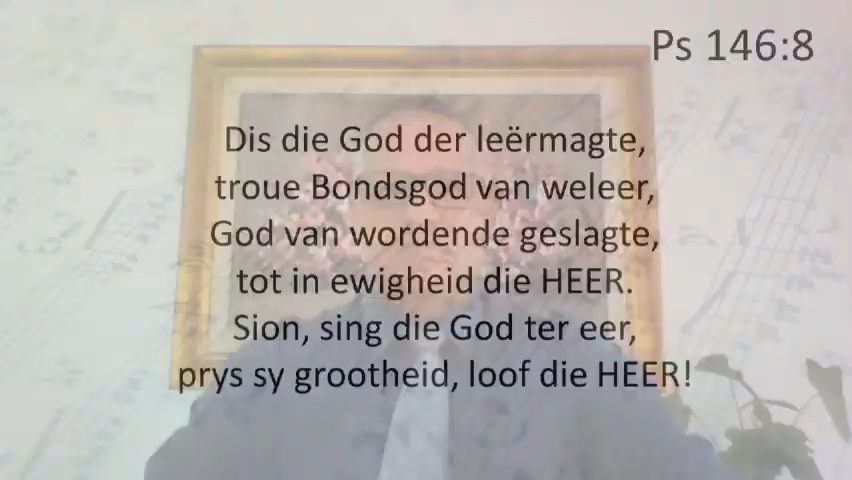 Ps 146:8
Dis die God der leërmagte,
troue Bondsgod van weleer,
God van wordende geslagte,
tot in ewigheid die HEER.
Sion, sing die God ter eer,
prys sy grootheid, loof die HEER!